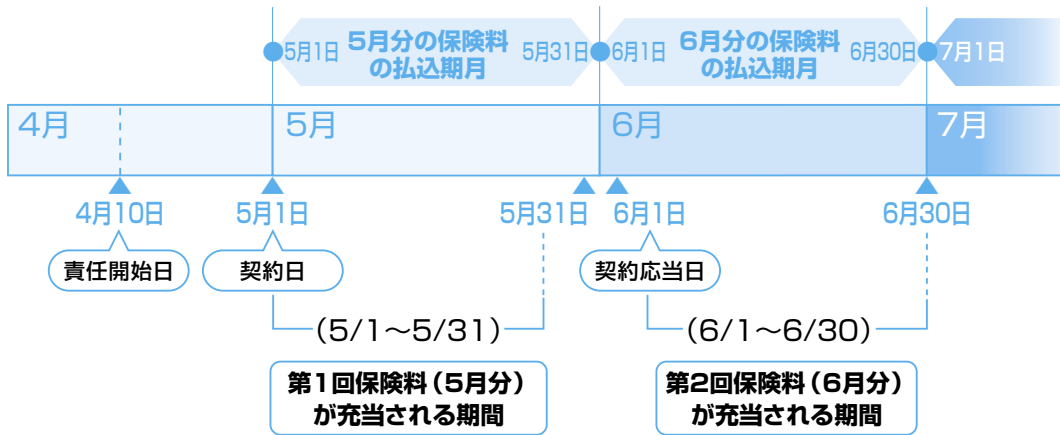 5月1日
5月分の保険料
の払込期月
5月31日
6月1日
6月分の保険料
の払込期月
6月30日
7月1日
4月
5月
6月
7月
4月10日
5月1日
5月31日
6月1日
6月30日
責任開始日
契約日
契約応当日
（5/1～5/31）
（6/1～6/30）
第1回保険料（5月分）
が充当される期間
第2回保険料（6月分）
が充当される期間